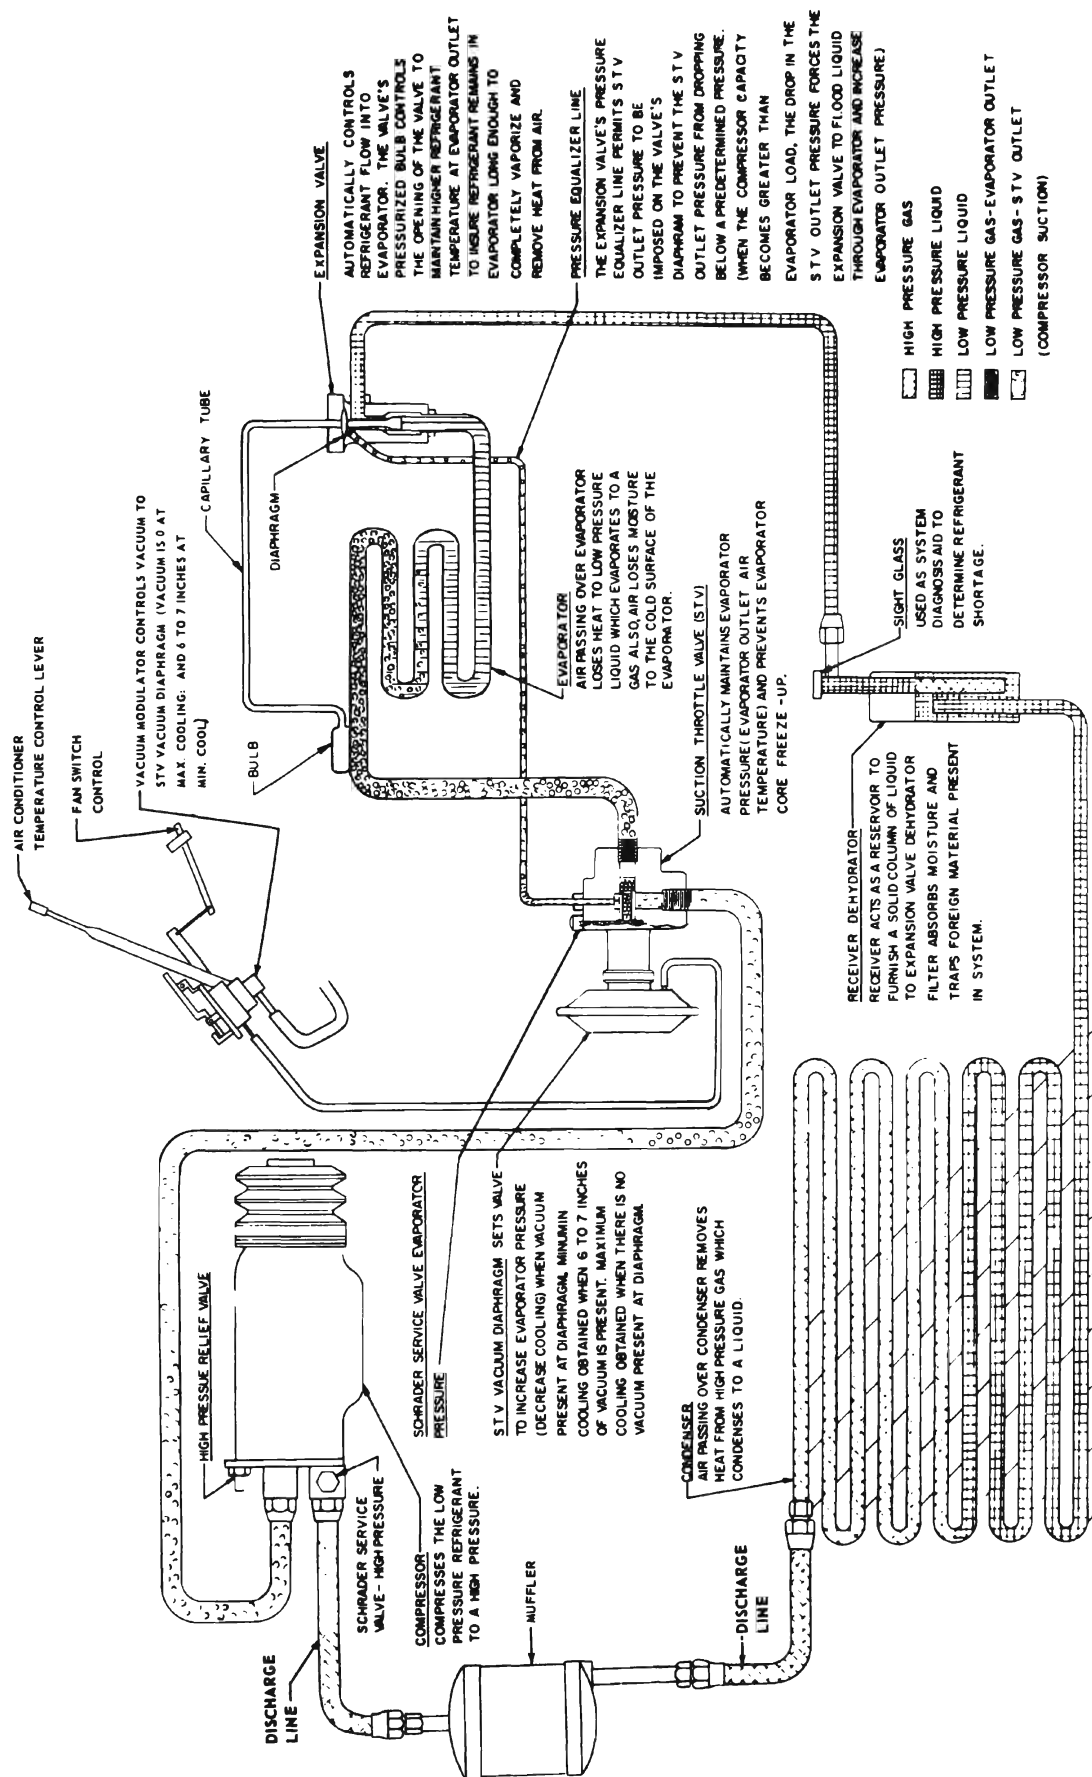 AIR CONDITIONER
TEMPERATURE CONTROL LEVER
FAN SWITCH
CONTROL
VACUUM MODULATOR CONTROLS VACUUM TO
STV VACUUM DIAPHRAGM (VACUUM IS 0 AT
MAX. COOLING: AND 6 TO 7 INCHES AT
MIN. COOL)
CAPILLARY TUBE
BULB
DIAPHRAGM
EXPANSION VALVE
AUTOMATICALLY CONTROLS
REFRIGERANT FLOW INTO
EVAPORATOR. THE VALVE'S
PRESSURIZED BULB CONTROLS
THE OPENING OF THE VALVE TO
MAINTAIN HIGHER REFRIGERANT
TEMPERATURE AT EVAPORATOR OUTLET
TO INSURE REFRIGERANT REMAINS IN
EVAPORATOR LONG ENOUGH TO
COMPLETELY VAPORIZE AND
REMOVE HEAT FROM AIR.
PRESSURE EQUALIZER LINE
THE EXPANSION VALVE'S PRESSURE
EQUALIZER LINE PERMITS STV
OUTLET PRESSURE TO BE
IMPOSED ON THE VALVE'S
DIAPHRAM TO PREVENT THE STV
OUTLET PRESSURE FROM DROPPING
BELOW A PREDETERMINED PRESSURE.
(WHEN THE COMPRESSOR CAPACITY
BECOMES GREATER THAN
EVAPORATOR LOAD, THE DROP IN THE
STV OUTLET PRESSURE FORCES THE
EXPANSION VALVE TO FLOOD LIQUID
THROUGH EVAPORATOR AND INCREASE
EVAPORATOR OUTLET PRESSURE)
HIGH PRESSURE GAS
HIGH PRESSURE LIQUID
LOW PRESSURE LIQUID
LOW PRESSURE GAS-EVAPORATOR OUTLET
LOW PRESSURE GAS-STV OUTLET
(COMPRESSOR SUCTION)
EVAPORATOR
AIR PASSING OVER EVAPORATOR
LOSES HEAT TO LOW PRESSURE
LIQUID WHICH EVAPORATES TO A
GAS ALSO, AIR LOSES MOISTURE
TO THE COLD SURFACE OF THE
EVAPORATOR.
SUCTION THROTTLE VALVE (STV)
AUTOMATICALLY MAINTAINS EVAPORATOR
PRESSURE (EVAPORATOR OUTLET AIR
TEMPERATURE) AND PREVENTS EVAPORATOR
CORE FREEZE-UP.
SIGHT GLASS
USED AS SYSTEM
DIAGNOSIS AID TO
DETERMINE REFRIGERANT
SHORTAGE.
RECEIVER DEHYDRATOR
RECEIVER ACTS AS A RESERVOIR TO
FURNISH A SOLID COLUMN OF LIQUID
TO EXPANSION VALVE DEHYDRATOR
FILTER ABSORBS MOISTURE AND
TRAPS FOREIGN MATERIAL PRESENT
IN SYSTEM.
HIGH PRESSUE RELIEF VALVE
SCHRADER SERVICE
VALVE-HIGH PRESSURE
COMPRESSOR
COMPRESSES THE LOW
PRESSURE REFRIGERANT
TO A HIGH PRESSURE.
SCHRADER SERVICE EVAPORATOR
PRESSURE
STV VACUUM DIAPHRAGM SETS VALVE
TO INCREASE EVAPORATOR PRESSURE
(DECREASE COOLING) WHEN VACUUM
PRESENT AT DIAPHRAGM, MINUMIN
COOLING OBTAINED WHEN 6 TO 7 INCHES
OF VACUUM IS PRESENT. MAXIMUM
COOLING OBTAINED WHEN THERE IS NO
VACUUM PRESENT AT DIAPHRAGM.
CONDENSER
AIR PASSING OVER CONDENSER REMOVES
HEAT FROM HIGH PRESSURE GAS WHICH
CONDENSES TO A LIQUID.
DISCHARGE
LINE
MUFFLER
DISCHARGE
LINE